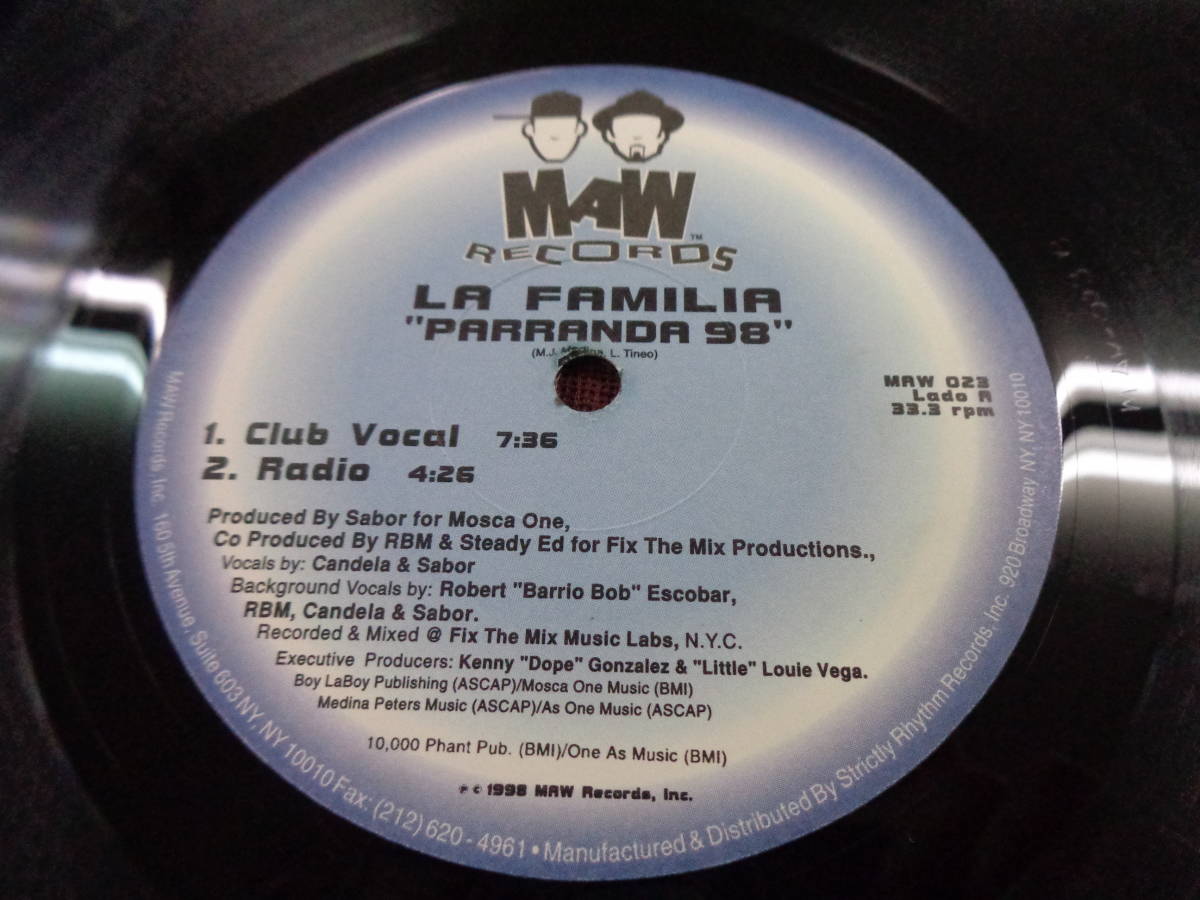 MAW™
RECORDS
LA FAMILIA
"PARRANDA 98"
(M.J. Medina, L. Tineo)
MAW 023
Lado A
33.3 rpm
1. Club Vocal 7:36
2. Radio 4:26
Produced By Sabor for Mosca One,
Co Produced By RBM & Steady Ed for Fix The Mix Productions.,
Vocals by: Candela & Sabor
Background Vocals by: Robert "Barrio Bob" Escobar,
RBM, Candela & Sabor.
Recorded & Mixed @ Fix The Mix Music Labs, N.Y.C.
Executive Producers: Kenny "Dope" Gonzalez & "Little" Louie Vega.
Boy LaBoy Publishing (ASCAP)/Mosca One Music (BMI)
Medina Peters Music (ASCAP)/As One Music (ASCAP)
10,000 Phant Pub. (BMI)/One As Music (BMI)
℗ © 1998 MAW Records, Inc.
MAW Records, Inc. 160 5th Avenue, Suite 603 NY, NY 10010 Fax: (212) 620 - 4961 • Manufactured & Distributed By Strictly Rhythm Records, Inc. 920 Broadway NY, NY 10010